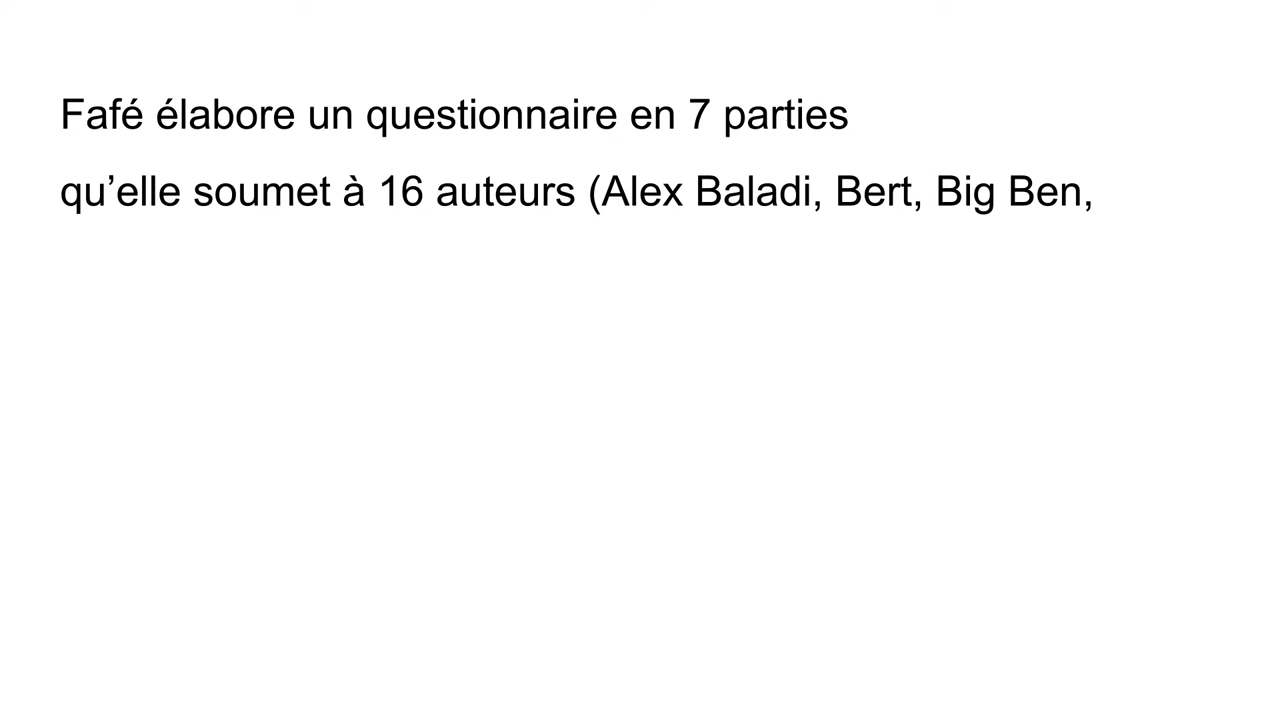 Fafé élabore un questionnaire en 7 parties
qu’elle soumet à 16 auteurs (Alex Baladi, Bert, Big Ben,